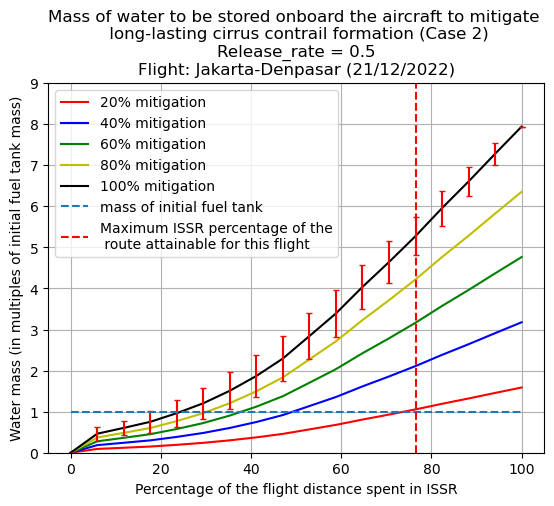 Mass of water to be stored onboard the aircraft to mitigate
long-lasting cirrus contrail formation (Case 2)
Release_rate = 0.5
Flight: Jakarta-Denpasar (21/12/2022)
Water mass (in multiples of initial fuel tank mass)
9
8
7
6
5
4
3
2
1
0
20% mitigation
40% mitigation
60% mitigation
80% mitigation
100% mitigation
mass of initial fuel tank
Maximum ISSR percentage of the
route attainable for this flight
0
20
40
60
80
100
Percentage of the flight distance spent in ISSR